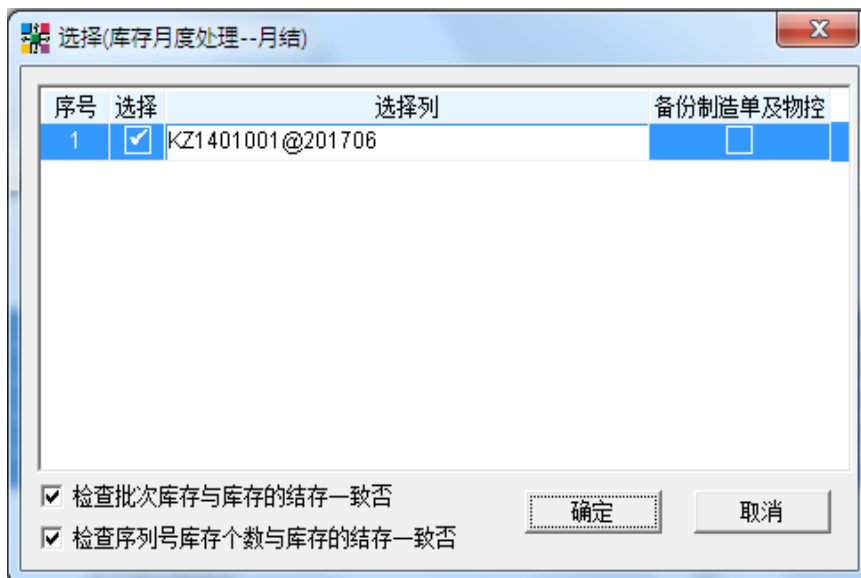 选择(库存月度处理--月结)
序号 选择 选择列 备份制造单及物控
1 KZ1401001@201706
检查批次库存与库存的结存一致否
检查序列号库存个数与库存的结存一致否
确定 取消